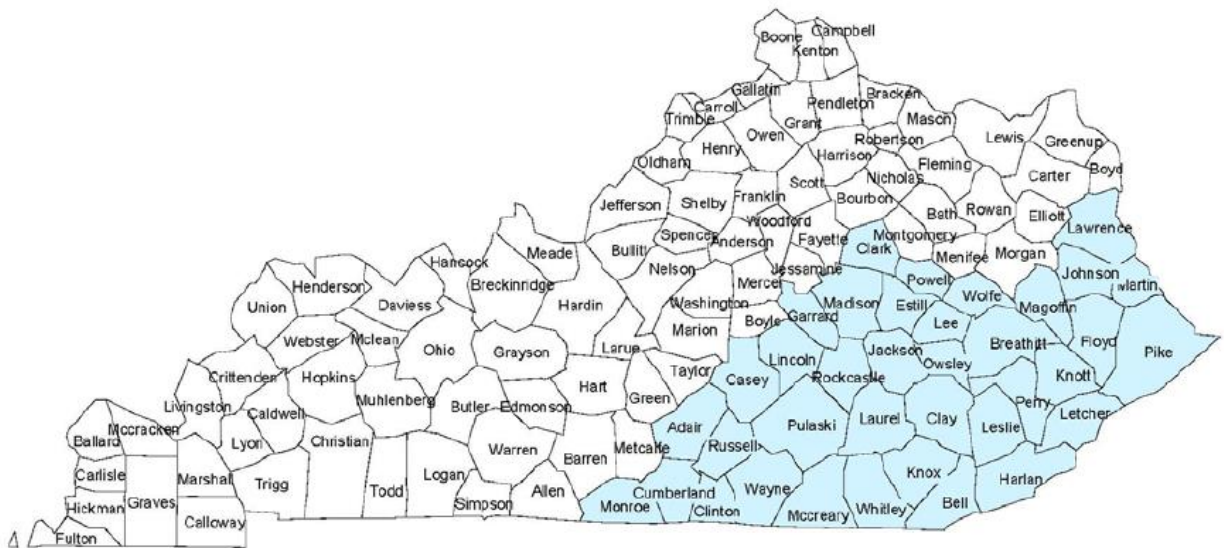 Boone
Campbell
Kenton
Gallatin
Carroll
Trimble
Grant
Pendleton
Bracken
Mason
Owen
Henry
Robertson
Lewis
Greenup
Oldham
Harrison
Fleming
Boyd
Carter
Nicholas
Scott
Franklin
Shelby
Jefferson
Bourbon
Rowan
Bath
Elliott
Woodford
Spencer
Anderson
Fayette
Montgomery
Lawrence
Bullitt
Clark
Meade
Hancock
Menifee
Morgan
Nelson
Jessamine
Mercer
Powell
Johnson
Martin
Henderson
Breckinridge
Union
Daviess
Hardin
Washington
Madison
Estill
Wolfe
Magoffin
Garrard
Boyle
Lee
Marion
Webster
Mclean
Ohio
Grayson
Larue
Breathitt
Floyd
Pike
Lincoln
Jackson
Owsley
Taylor
Crittenden
Hopkins
Hart
Casey
Rockcastle
Knott
Livingston
Caldwell
Muhlenberg
Butler
Edmonson
Green
Perry
Letcher
Laurel
Clay
Leslie
Mccracken
Ballard
Lyon
Christian
Adair
Pulaski
Russell
Warren
Metcalfe
Barren
Carlisle
Marshal
Trigg
Todd
Logan
Knox
Harlan
Allen
Cumberland
Wayne
Graves
Hickman
Simpson
Monroe
Clinton
Mccreary
Whitley
Bell
Calloway
Fulton